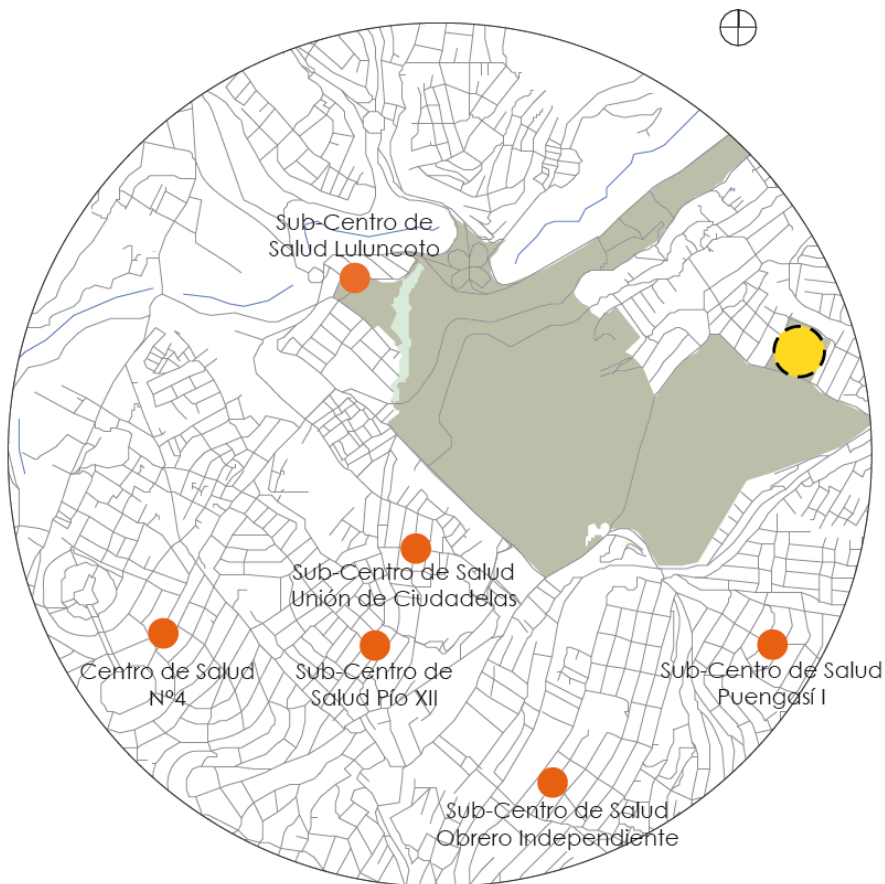 Sub-Centro de
Salud Luluncoto
Sub-Centro de Salud
Unión de Ciudadelas
Centro de Salud
Nº4
Sub-Centro de
Salud Pío XII
Sub-Centro de Salud
Puengasí I
Sub-Centro de Salud
Obrero Independiente